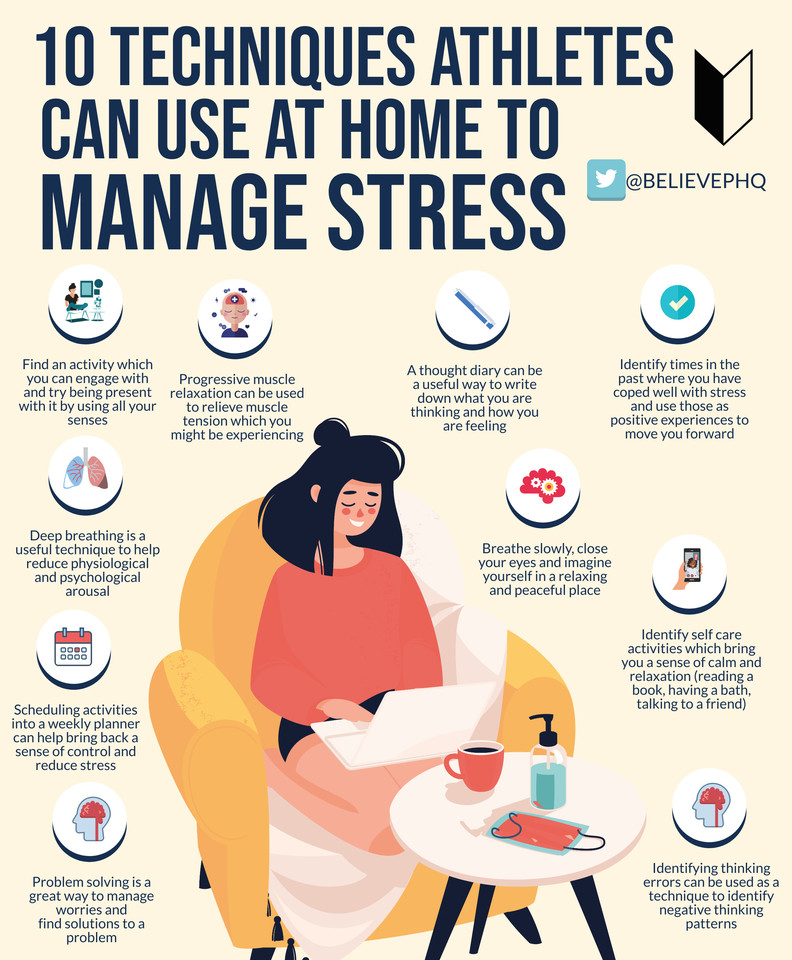 10 TECHNIQUES ATHLETES
CAN USE AT HOME TO
MANAGE STRESS
@BELIEVEPHQ
Find an activity which
you can engage with
and try being present
with it by using all your
senses
Progressive muscle
relaxation can be used
to relieve muscle
tension which you
might be experiencing
A thought diary can be
a useful way to write
down what you are
thinking and how you
are feeling
Identify times in the
past where you have
coped well with stress
and use those as
positive experiences to
move you forward
Deep breathing is a
useful technique to help
reduce physiological
and psychological
arousal
Breathe slowly, close
your eyes and imagine
yourself in a relaxing
and peaceful place
Identify self care
activities which bring
you a sense of calm and
relaxation (reading a
book, having a bath,
talking to a friend)
Scheduling activities
into a weekly planner
can help bring back a
sense of control and
reduce stress
Problem solving is a
great way to manage
worries and
find solutions to a
problem
Identifying thinking
errors can be used as a
technique to identify
negative thinking
patterns